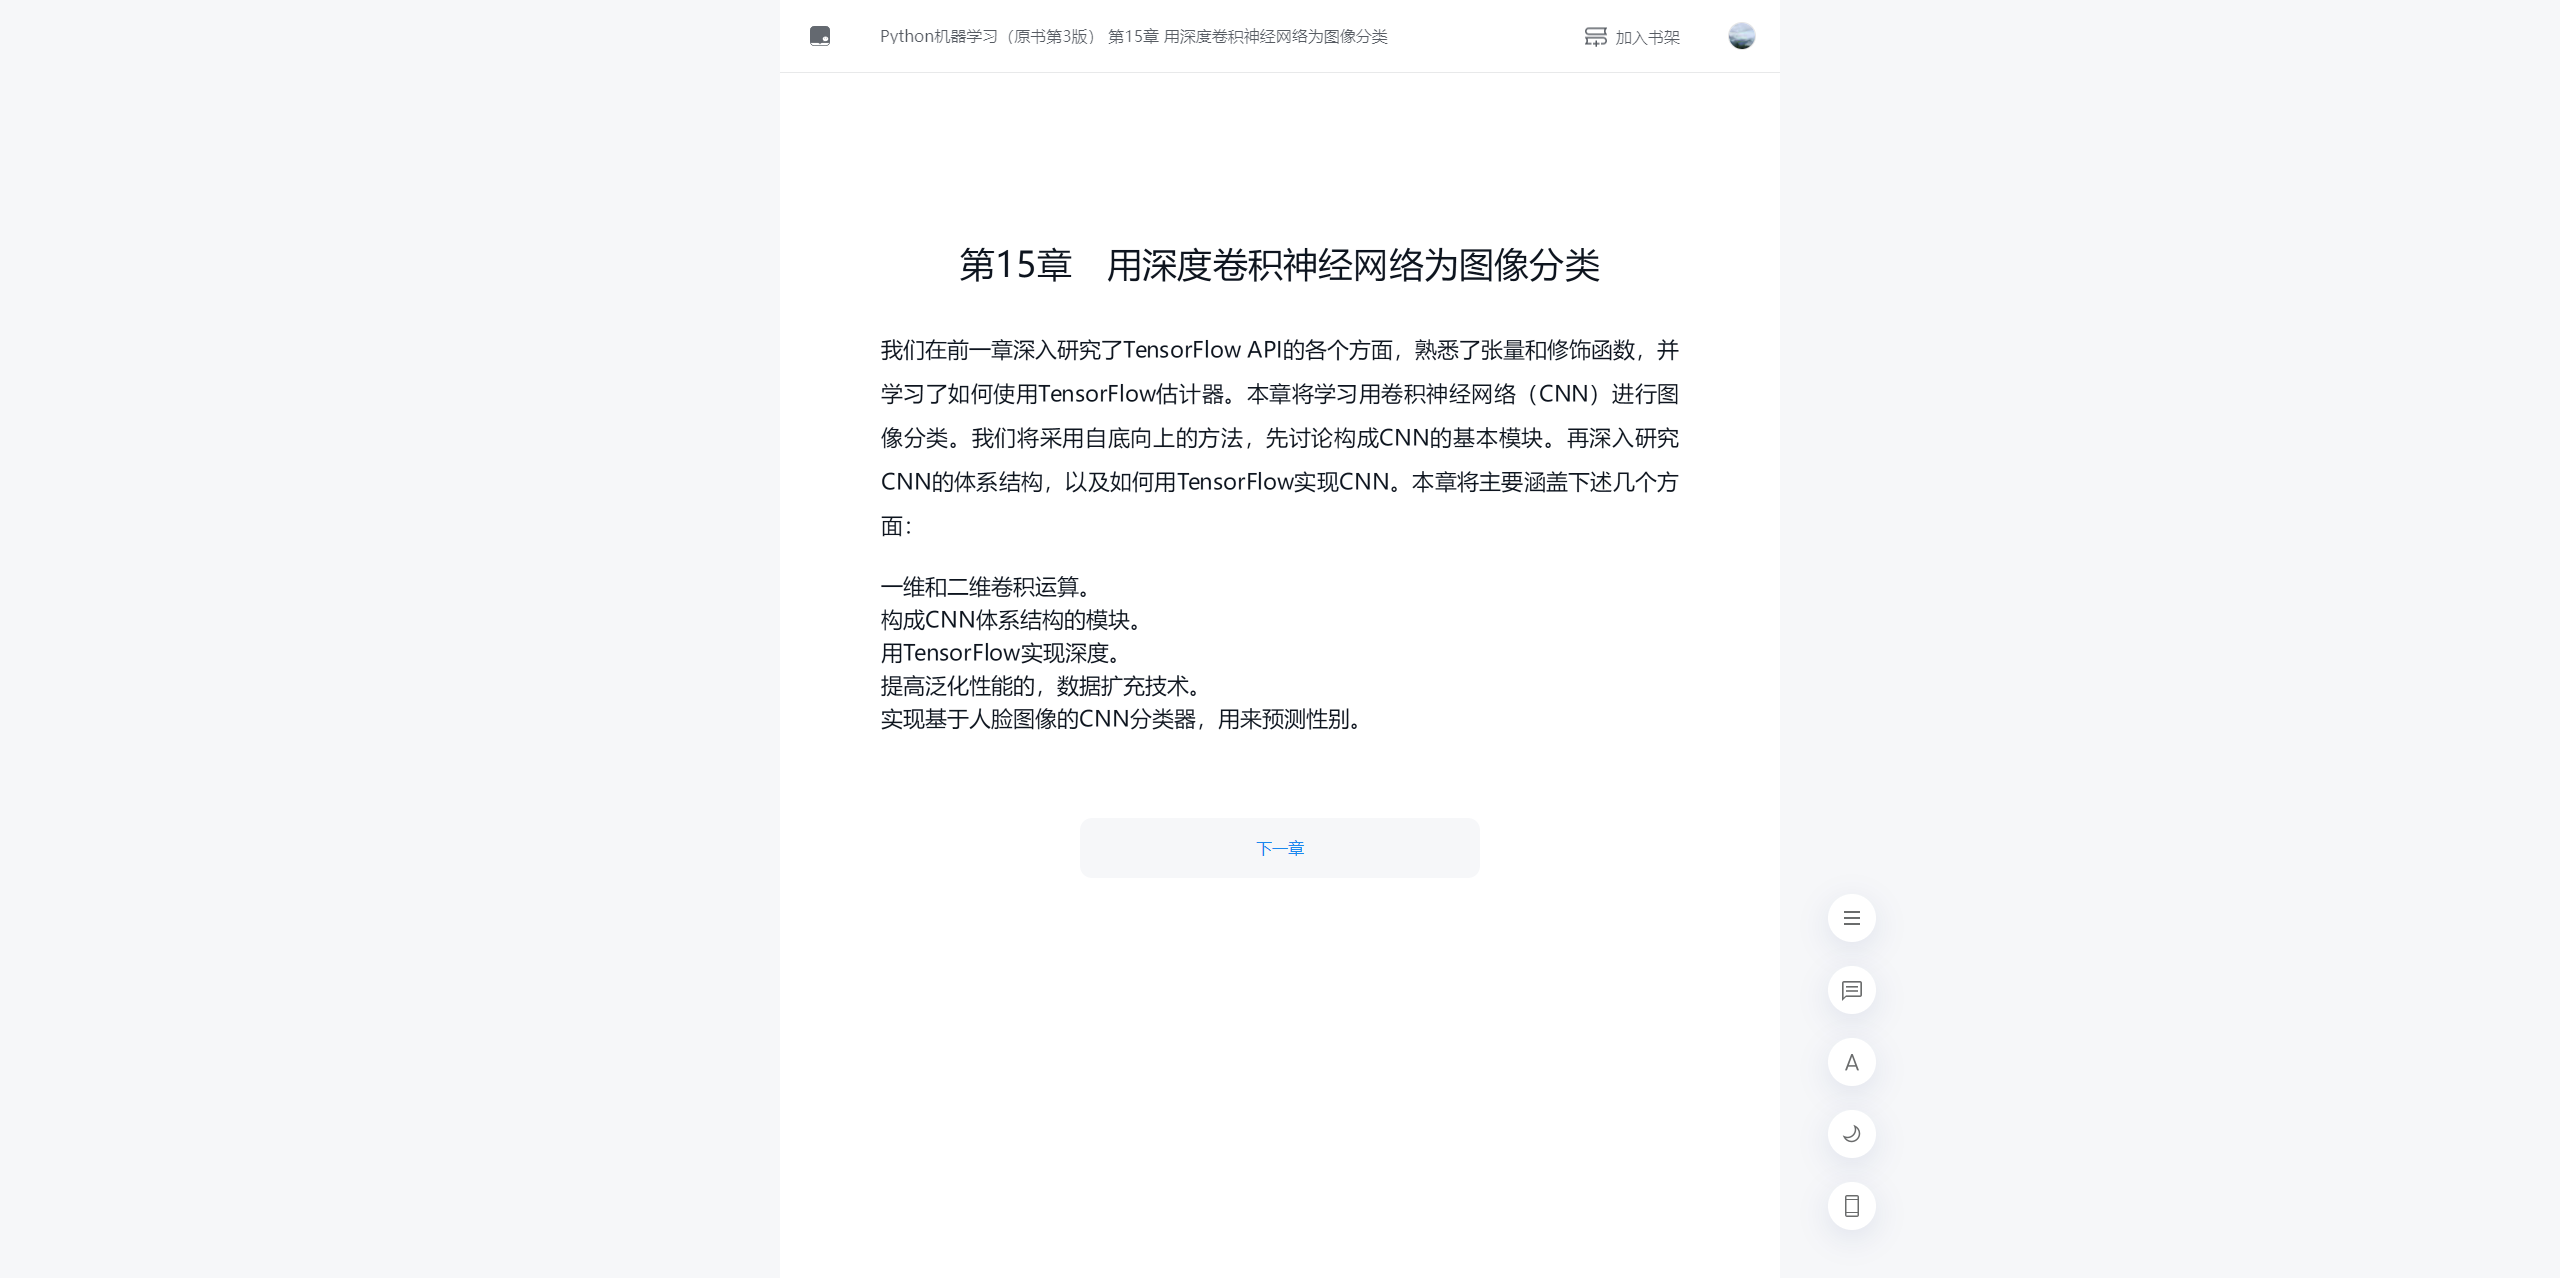 Python机器学习（原书第3版） 第15章 用深度卷积神经网络为图像分类
加入书架
第15章　用深度卷积神经网络为图像分类
我们在前一章深入研究了TensorFlow API的各个方面，熟悉了张量和修饰函数，并
学习了如何使用TensorFlow估计器。本章将学习用卷积神经网络（CNN）进行图
像分类。我们将采用自底向上的方法，先讨论构成CNN的基本模块。再深入研究
CNN的体系结构，以及如何用TensorFlow实现CNN。本章将主要涵盖下述几个方
面：
一维和二维卷积运算。
构成CNN体系结构的模块。
用TensorFlow实现深度。
提高泛化性能的，数据扩充技术。
实现基于人脸图像的CNN分类器，用来预测性别。
下一章
A